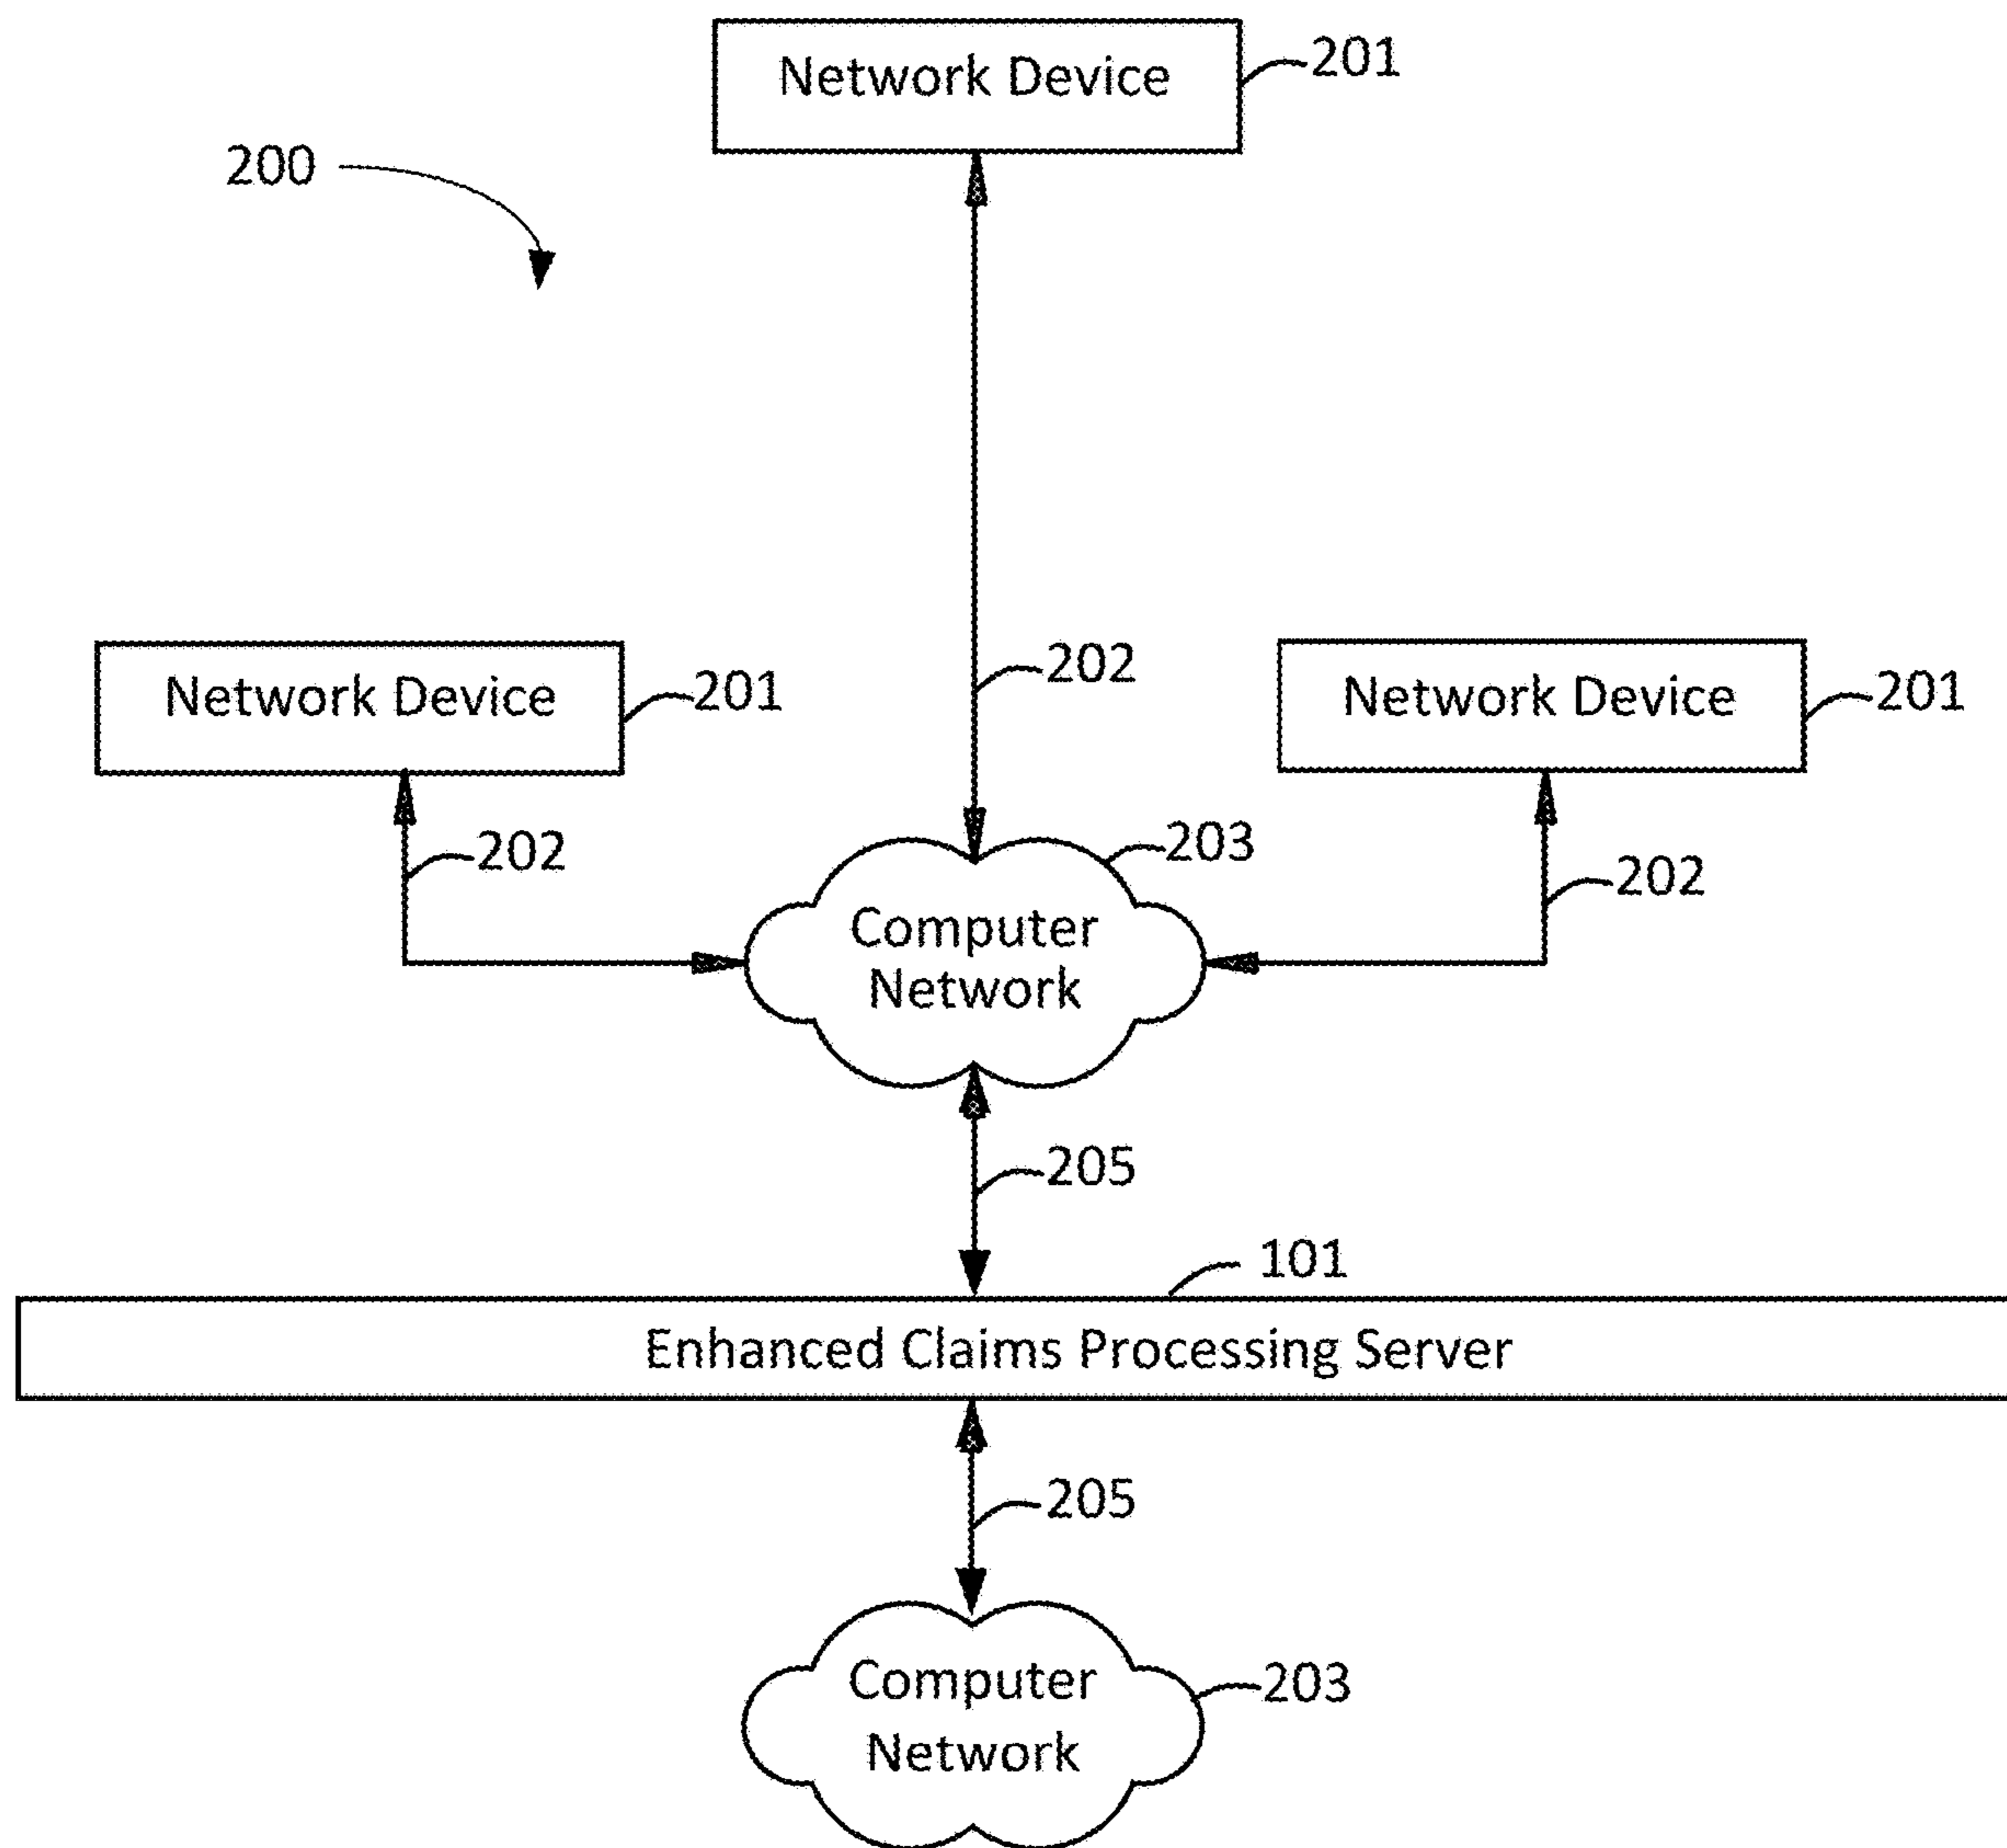 Network Device
201
200
202
Network Device
201
Network Device
201
202
203
202
Computer
Network
205
101
Enhanced Claims Processing Server
205
Computer
Network
203